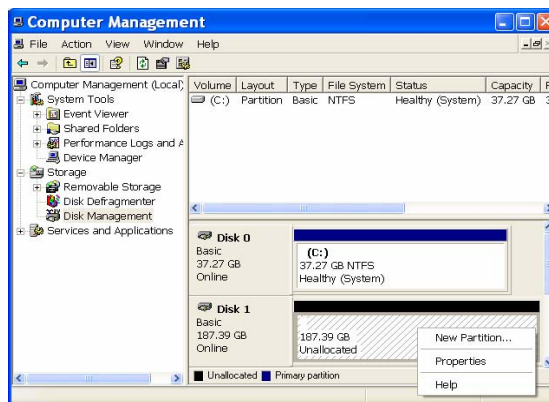 Computer Management
File Action View Window Help
Computer Management (Local)
System Tools
Event Viewer
Shared Folders
Performance Logs and A
Device Manager
Storage
Removable Storage
Disk Defragmenter
Disk Management
Services and Applications
Volume Layout Type File System Status Capacity F
(C:) Partition Basic NTFS Healthy (System) 37.27 GB 3
Disk 0
Basic
37.27 GB
Online
(C:)
37.27 GB NTFS
Healthy (System)
Disk 1
Basic
187.39 GB
Online
187.39 GB
Unallocated
New Partition...
Properties
Help
Unallocated Primary partition